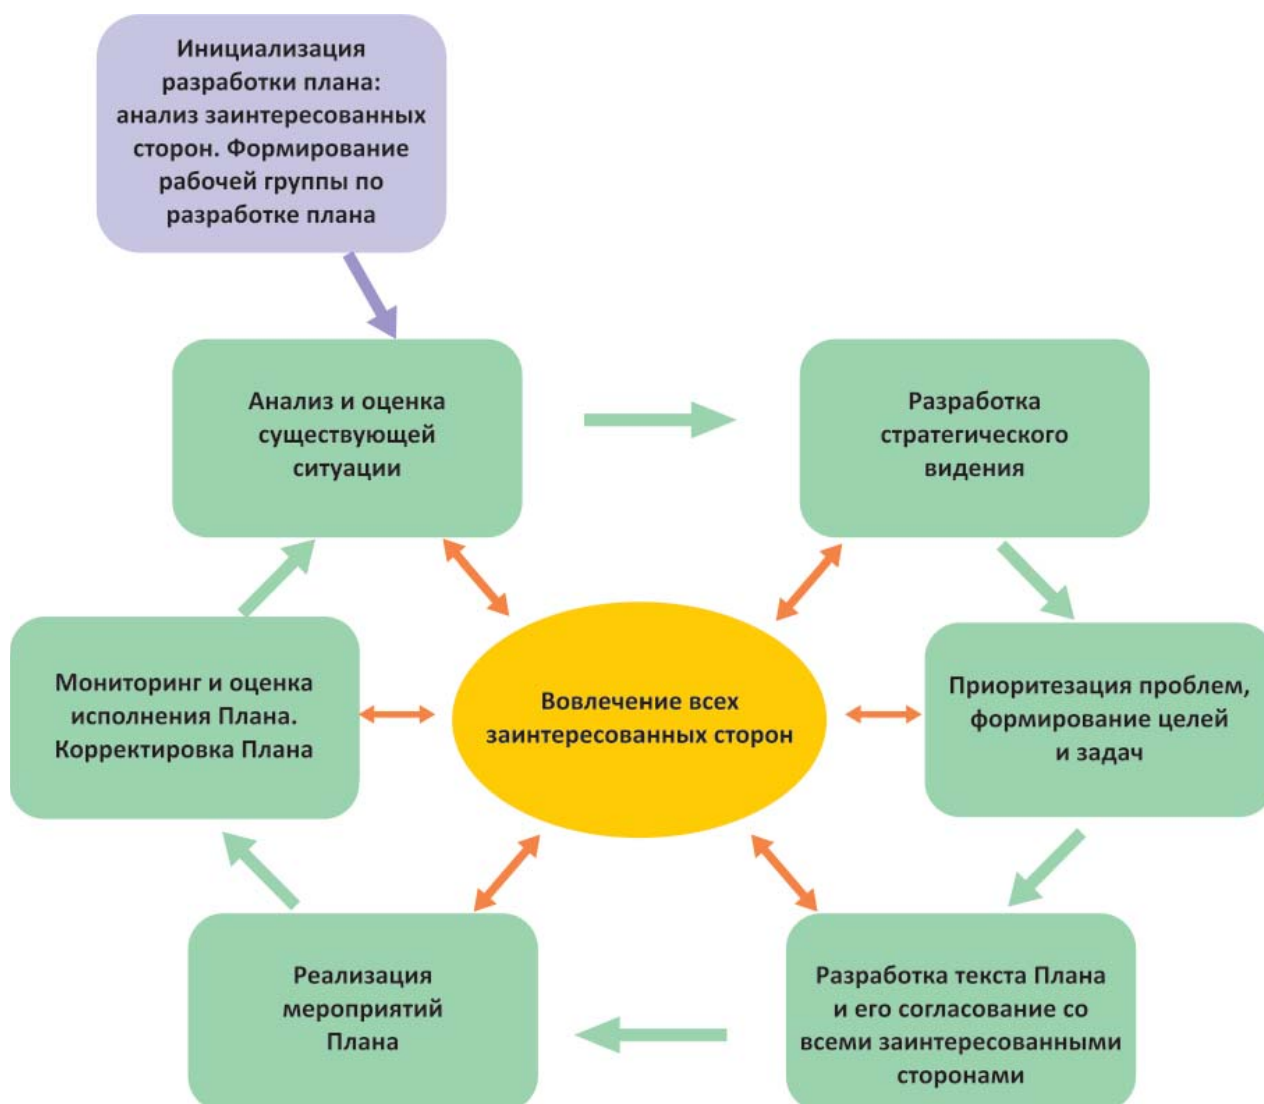 Инициализация
разработки плана:
анализ заинтересованных
сторон. Формирование
рабочей группы по
разработке плана
Анализ и оценка
существующей
ситуации
Разработка
стратегического
видения
Мониторинг и оценка
исполнения Плана.
Корректировка Плана
Вовлечение всех
заинтересованных сторон
Приоритезация проблем,
формирование целей
и задач
Реализация
мероприятий
Плана
Разработка текста Плана
и его согласование со
всеми заинтересованными
сторонами